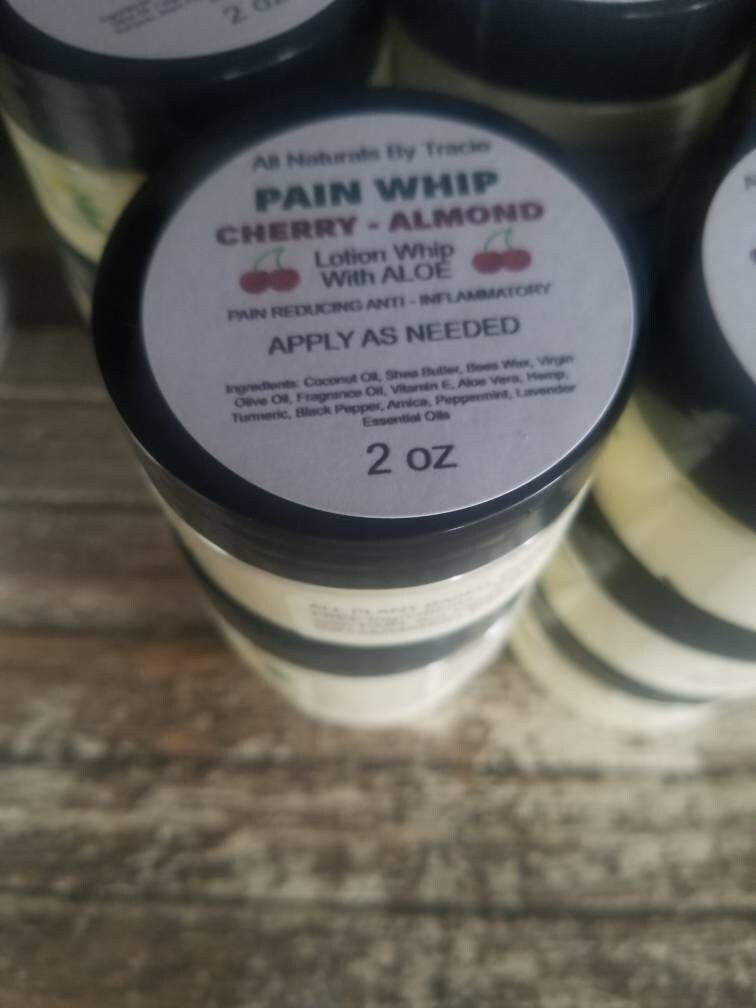 2 oz
All Naturals By Tracie
PAIN WHIP
CHERRY - ALMOND
Lotion Whip
With ALOE
PAIN REDUCING ANTI - INFLAMMATORY
APPLY AS NEEDED
Ingredients: Coconut Oil, Shea Butter, Bees Wax, Virgin
Olive Oil, Fragrance Oil, Vitamin E, Aloe Vera, Hemp,
Turmeric, Black Pepper, Arnica, Peppermint, Lavender
Essential Oils
2 oz
ALL PLANT